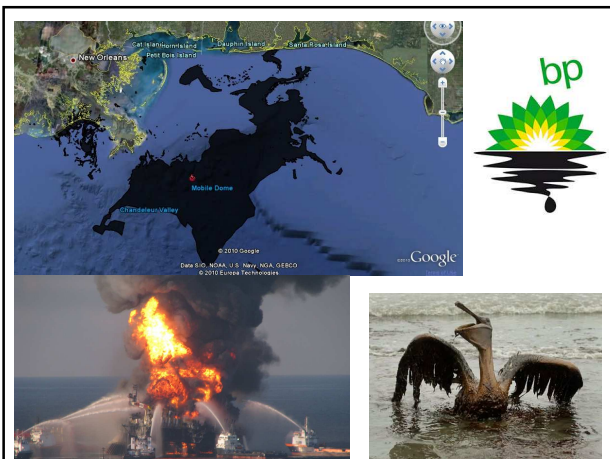 Cat Island Horn Island Dauphin Island Santa Rosa Island
Petit Bois Island
New Orleans
Mobile Dome
Chandeleur Valley
© 2010 Google
Data SIO, NOAA, U.S. Navy, NGA, GEBCO
© 2010 Europa Technologies
©2010 Google
bp